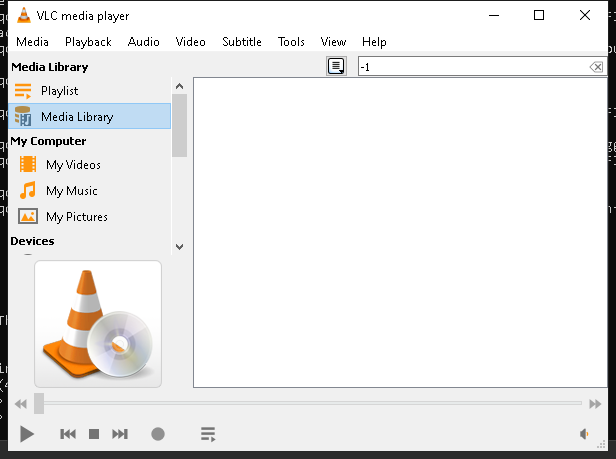 VLC media player
Media Playback Audio Video Subtitle Tools View Help
Media Library
-1
Playlist
Media Library
My Computer
My Videos
My Music
My Pictures
Devices